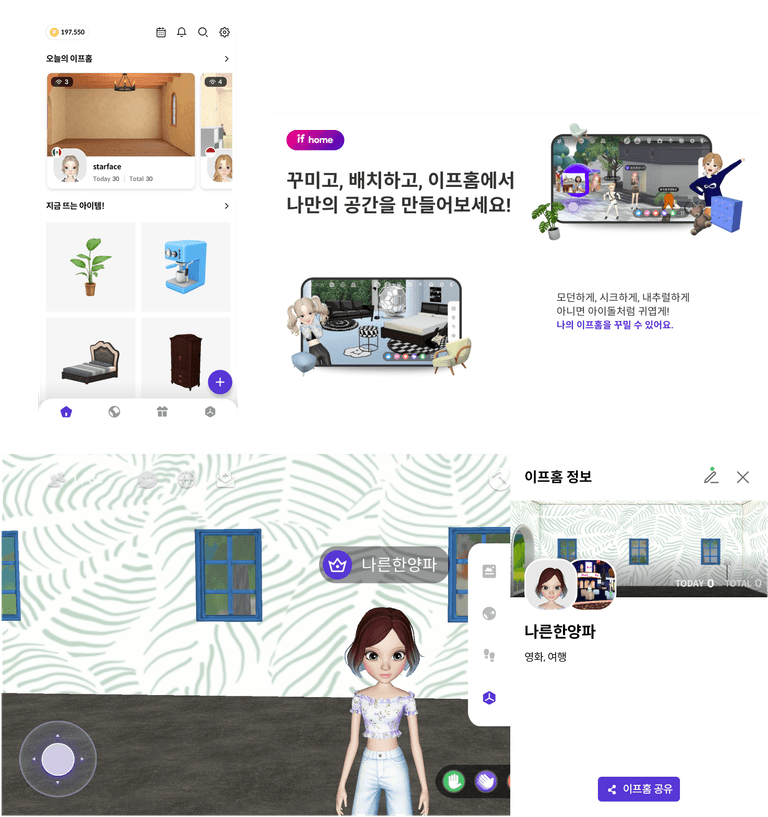 197,550
오늘의 이프홈
3
4
starface
Today 30 Total 30
지금 뜨는 아이템!
if home
꾸미고, 배치하고, 이프홈에서
나만의 공간을 만들어보세요!
모던하게, 시크하게, 내추럴하게
아니면 아이돌처럼 귀엽게!
나의 이프홈을 꾸밀 수 있어요.
나른한양파
이프홈 정보
TODAY 0 TOTAL 0
나른한양파
영화, 여행
이프홈 공유